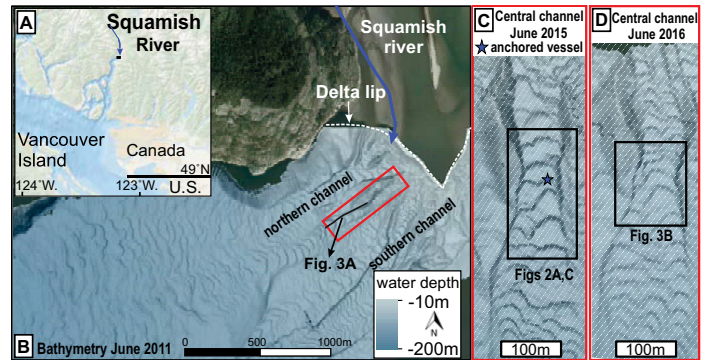 A
Squamish
River
Vancouver
Island
Canada
49°N
124°W.
123°W.
U.S.
Squamish
river
Delta lip
northern channel
southern channel
Fig. 3A
water depth
-10m
N
-200m
B Bathymetry June 2011
0
500
1000m
C Central channel
June 2015
anchored vessel
Figs 2A,C
100m
D Central channel
June 2016
Fig. 3B
100m